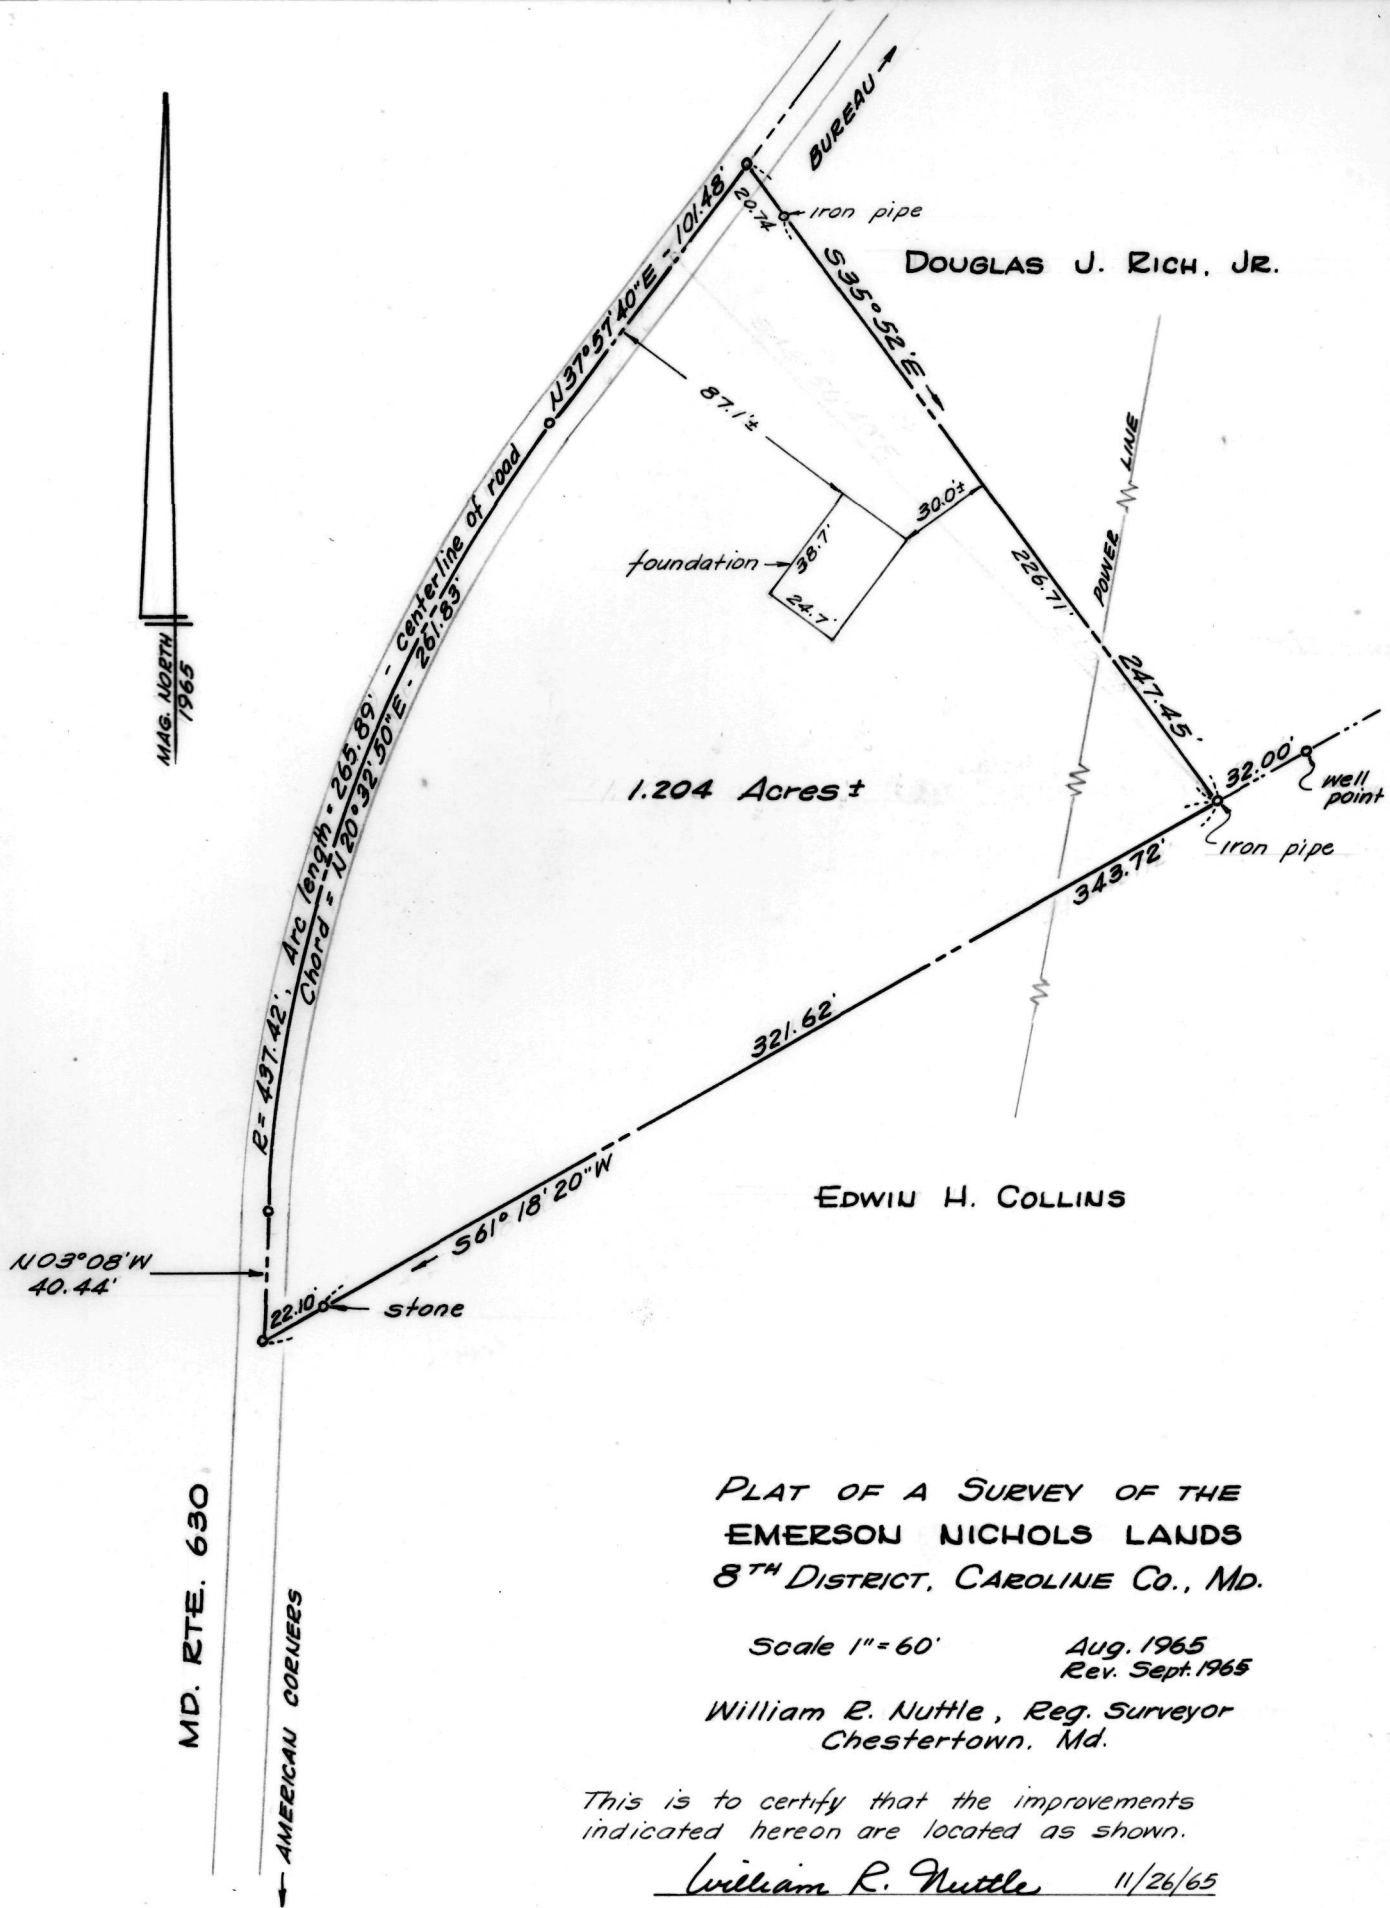 BUREAU
iron pipe
20.74
DOUGLAS J. RICH, JR.
N37°57'40"E - 101.48'
S35°52'E
87.1'±
30.0'±
38.7'
24.7'
foundation
POWER LINE
226.71'
247.45'
MAG. NORTH
1965
R = 437.42', Arc length = 265.89' - centerline of road
Chord = N20°32'50"E - 261.83'
1.204 Acres ±
32.00'
well
point
iron pipe
343.72'
321.62'
S61°18'20"W
EDWIN H. COLLINS
N03°08'W
40.44'
22.10'
stone
MD. RTE. 630
AMERICAN CORNERS
PLAT OF A SURVEY OF THE
EMERSON NICHOLS LANDS
8TH DISTRICT, CAROLINE CO., MD.
Scale 1"=60'
Aug. 1965
Rev. Sept. 1965
William R. Nuttle, Reg. Surveyor
Chestertown, Md.
This is to certify that the improvements
indicated hereon are located as shown.
William R. Nuttle 11/26/65